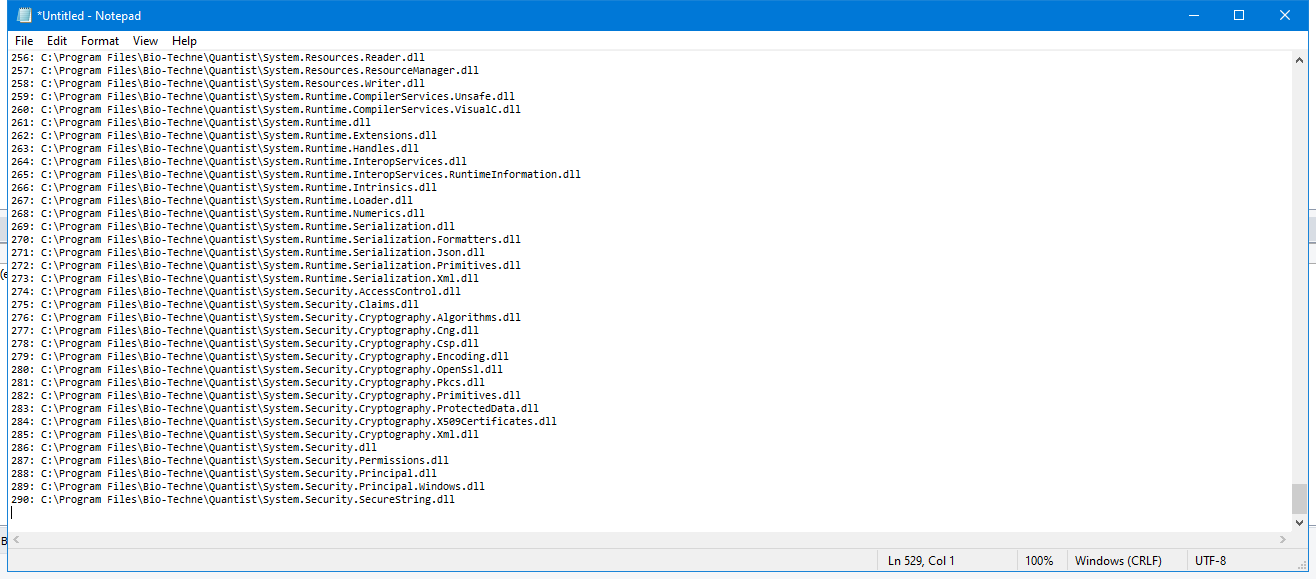 *Untitled - Notepad
File Edit Format View Help
256: C:\Program Files\Bio-Techne\Quantist\System.Resources.Reader.dll
257: C:\Program Files\Bio-Techne\Quantist\System.Resources.ResourceManager.dll
258: C:\Program Files\Bio-Techne\Quantist\System.Resources.Writer.dll
259: C:\Program Files\Bio-Techne\Quantist\System.Runtime.CompilerServices.Unsafe.dll
260: C:\Program Files\Bio-Techne\Quantist\System.Runtime.CompilerServices.VisualC.dll
261: C:\Program Files\Bio-Techne\Quantist\System.Runtime.dll
262: C:\Program Files\Bio-Techne\Quantist\System.Runtime.Extensions.dll
263: C:\Program Files\Bio-Techne\Quantist\System.Runtime.Handles.dll
264: C:\Program Files\Bio-Techne\Quantist\System.Runtime.InteropServices.dll
265: C:\Program Files\Bio-Techne\Quantist\System.Runtime.InteropServices.RuntimeInformation.dll
266: C:\Program Files\Bio-Techne\Quantist\System.Runtime.Intrinsics.dll
267: C:\Program Files\Bio-Techne\Quantist\System.Runtime.Loader.dll
268: C:\Program Files\Bio-Techne\Quantist\System.Runtime.Numerics.dll
269: C:\Program Files\Bio-Techne\Quantist\System.Runtime.Serialization.dll
270: C:\Program Files\Bio-Techne\Quantist\System.Runtime.Serialization.Formatters.dll
271: C:\Program Files\Bio-Techne\Quantist\System.Runtime.Serialization.Json.dll
272: C:\Program Files\Bio-Techne\Quantist\System.Runtime.Serialization.Primitives.dll
273: C:\Program Files\Bio-Techne\Quantist\System.Runtime.Serialization.Xml.dll
274: C:\Program Files\Bio-Techne\Quantist\System.Security.AccessControl.dll
275: C:\Program Files\Bio-Techne\Quantist\System.Security.Claims.dll
276: C:\Program Files\Bio-Techne\Quantist\System.Security.Cryptography.Algorithms.dll
277: C:\Program Files\Bio-Techne\Quantist\System.Security.Cryptography.Cng.dll
278: C:\Program Files\Bio-Techne\Quantist\System.Security.Cryptography.Csp.dll
279: C:\Program Files\Bio-Techne\Quantist\System.Security.Cryptography.Encoding.dll
280: C:\Program Files\Bio-Techne\Quantist\System.Security.Cryptography.OpenSsl.dll
281: C:\Program Files\Bio-Techne\Quantist\System.Security.Cryptography.Pkcs.dll
282: C:\Program Files\Bio-Techne\Quantist\System.Security.Cryptography.Primitives.dll
283: C:\Program Files\Bio-Techne\Quantist\System.Security.Cryptography.ProtectedData.dll
284: C:\Program Files\Bio-Techne\Quantist\System.Security.Cryptography.X509Certificates.dll
285: C:\Program Files\Bio-Techne\Quantist\System.Security.Cryptography.Xml.dll
286: C:\Program Files\Bio-Techne\Quantist\System.Security.dll
287: C:\Program Files\Bio-Techne\Quantist\System.Security.Permissions.dll
288: C:\Program Files\Bio-Techne\Quantist\System.Security.Principal.dll
289: C:\Program Files\Bio-Techne\Quantist\System.Security.Principal.Windows.dll
290: C:\Program Files\Bio-Techne\Quantist\System.Security.SecureString.dll
Ln 529, Col 1 100% Windows (CRLF) UTF-8